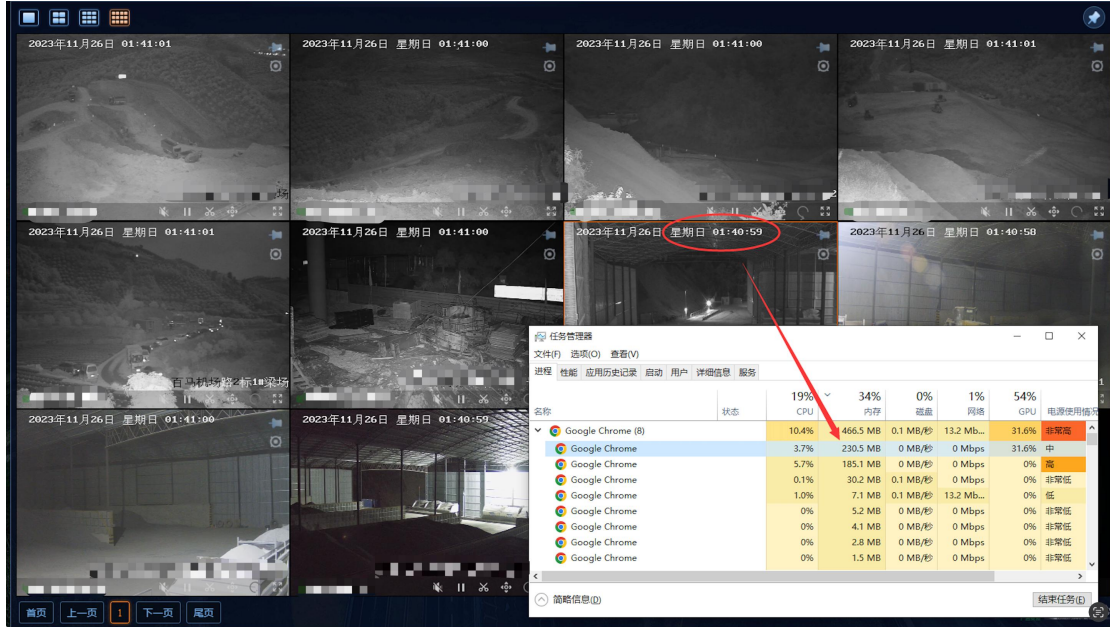 2023年11月26日 01:41:01
2023年11月26日 星期日 01:41:00
2023年11月26日 星期日 01:41:00
2023年11月26日 星期日 01:41:01
场
2
2023年11月26日 01:41:01
2023年11月26日 星期日 01:41:00
2023年11月26日 星期日 01:40:59
2023年11月26日 星期日 01:40:58
百马机场路2标1#梁场
1
2023年11月26日 01:41:00
2023年11月26日 星期日 01:40:59
任务管理器
文件(F) 选项(O) 查看(V)
进程 性能 应用历史记录 启动 用户 详细信息 服务
19% 34% 0% 1% 54%
名称 状态 CPU 内存 磁盘 网络 GPU 电源使用情况
Google Chrome (8) 10.4% 466.5 MB 0.1 MB/秒 13.2 Mb... 31.6% 非常高
Google Chrome 3.7% 230.5 MB 0 MB/秒 0 Mbps 31.6% 中
Google Chrome 5.7% 185.1 MB 0 MB/秒 0 Mbps 0% 高
Google Chrome 0.1% 30.2 MB 0.1 MB/秒 0 Mbps 0% 非常低
Google Chrome 1.0% 7.1 MB 0.1 MB/秒 13.2 Mb... 0% 低
Google Chrome 0% 5.2 MB 0 MB/秒 0 Mbps 0% 非常低
Google Chrome 0% 4.1 MB 0 MB/秒 0 Mbps 0% 非常低
Google Chrome 0% 2.8 MB 0 MB/秒 0 Mbps 0% 非常低
Google Chrome 0% 1.5 MB 0 MB/秒 0 Mbps 0% 非常低
简略信息(D) 结束任务(E)
首页 上一页 1 下一页 尾页